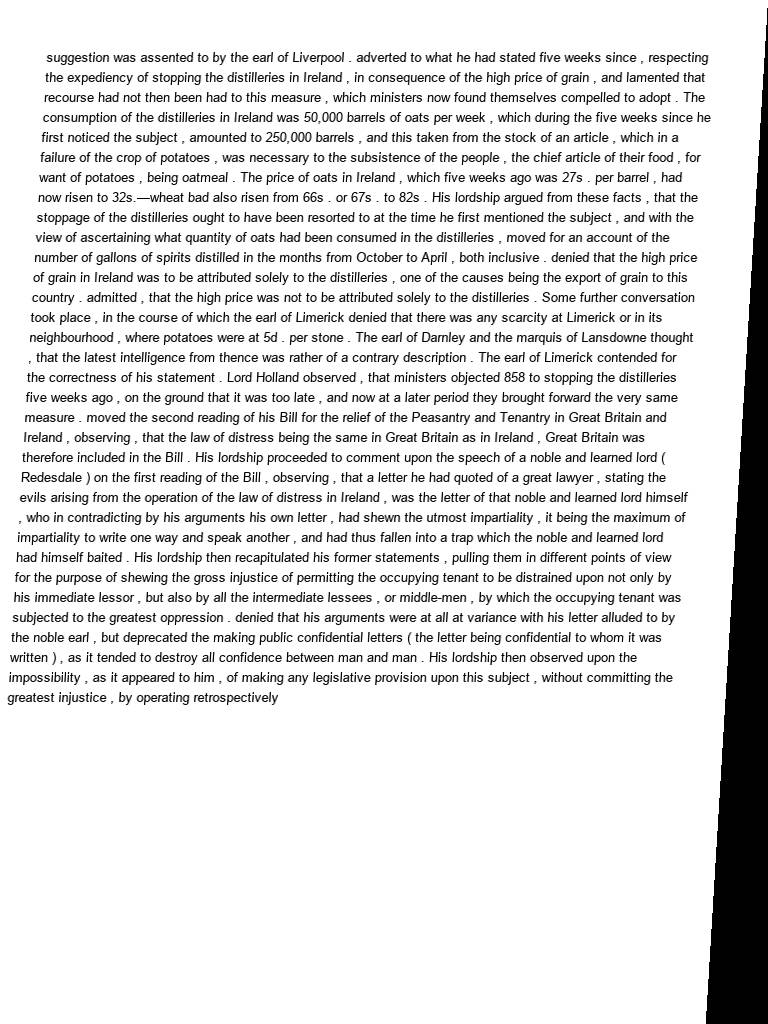 suggestion was assented to by the earl of Liverpool . adverted to what he had stated five weeks since , respecting
the expediency of stopping the distilleries in Ireland , in consequence of the high price of grain , and lamented that
recourse had not then been had to this measure , which ministers now found themselves compelled to adopt . The
consumption of the distilleries in Ireland was 50,000 barrels of oats per week , which during the five weeks since he
first noticed the subject , amounted to 250,000 barrels , and this taken from the stock of an article , which in a
failure of the crop of potatoes , was necessary to the subsistence of the people , the chief article of their food , for
want of potatoes , being oatmeal . The price of oats in Ireland , which five weeks ago was 27s . per barrel , had
now risen to 32s.—wheat bad also risen from 66s . or 67s . to 82s . His lordship argued from these facts , that the
stoppage of the distilleries ought to have been resorted to at the time he first mentioned the subject , and with the
view of ascertaining what quantity of oats had been consumed in the distilleries , moved for an account of the
number of gallons of spirits distilled in the months from October to April , both inclusive . denied that the high price
of grain in Ireland was to be attributed solely to the distilleries , one of the causes being the export of grain to this
country . admitted , that the high price was not to be attributed solely to the distilleries . Some further conversation
took place , in the course of which the earl of Limerick denied that there was any scarcity at Limerick or in its
neighbourhood , where potatoes were at 5d . per stone . The earl of Darnley and the marquis of Lansdowne thought
, that the latest intelligence from thence was rather of a contrary description . The earl of Limerick contended for
the correctness of his statement . Lord Holland observed , that ministers objected 858 to stopping the distilleries
five weeks ago , on the ground that it was too late , and now at a later period they brought forward the very same
measure . moved the second reading of his Bill for the relief of the Peasantry and Tenantry in Great Britain and
Ireland , observing , that the law of distress being the same in Great Britain as in Ireland , Great Britain was
therefore included in the Bill . His lordship proceeded to comment upon the speech of a noble and learned lord (
Redesdale ) on the first reading of the Bill , observing , that a letter he had quoted of a great lawyer , stating the
evils arising from the operation of the law of distress in Ireland , was the letter of that noble and learned lord himself
, who in contradicting by his arguments his own letter , had shewn the utmost impartiality , it being the maximum of
impartiality to write one way and speak another , and had thus fallen into a trap which the noble and learned lord
had himself baited . His lordship then recapitulated his former statements , pulling them in different points of view
for the purpose of shewing the gross injustice of permitting the occupying tenant to be distrained upon not only by
his immediate lessor , but also by all the intermediate lessees , or middle-men , by which the occupying tenant was
subjected to the greatest oppression . denied that his arguments were at all at variance with his letter alluded to by
the noble earl , but deprecated the making public confidential letters ( the letter being confidential to whom it was
written ) , as it tended to destroy all confidence between man and man . His lordship then observed upon the
impossibility , as it appeared to him , of making any legislative provision upon this subject , without committing the
greatest injustice , by operating retrospectively